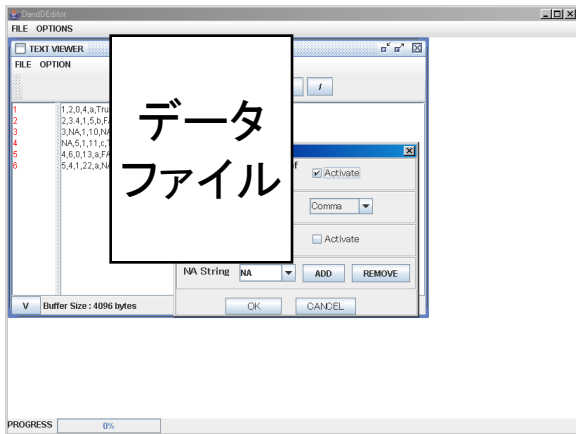 DandDEditor
FILE OPTIONS
TEXT VIEWER
FILE OPTION
I
1 1,2,0,4,a,Tru
2 2,3.4,1,5,b,F
3 3,NA,1,10,NA
4 NA,5,1,11,c,T
5 4,6,0,13,a,FA
6 5,4,1,22,a,NA
データ
ファイル
f
Activate
Comma
Activate
N/A String NA ADD REMOVE
OK CANCEL
V Buffer Size : 4096 bytes
PROGRESS 0%